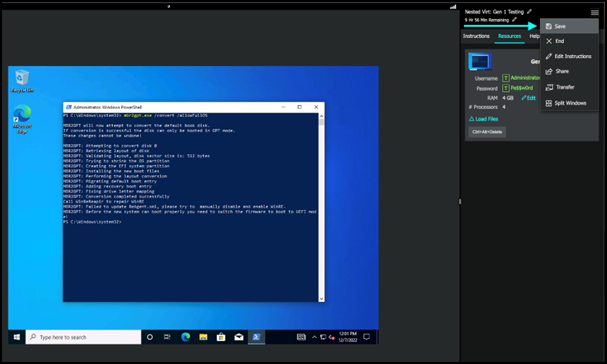 Nested Virt: Gen 1 Testing
9 Hr 56 Min Remaining
Instructions Resources Help
Save
End
Edit Instructions
Share
Transfer
Split Windows
Gen
Username Administrator
Password Pa$$w0rd
RAM 4 GB Edit
# Processors 4
Load Files
Ctrl+Alt+Delete
Recycle Bin
Microsoft Edge
Administrator: Windows PowerShell
PS C:\Windows\system32> mbr2gpt.exe /convert /allowFullOS
MBR2GPT will now attempt to convert the default boot disk.
If conversion is successful the disk can only be booted in GPT mode.
These changes cannot be undone!
MBR2GPT: Attempting to convert disk 0
MBR2GPT: Retrieving layout of disk
MBR2GPT: Validating layout, disk sector size is: 512 bytes
MBR2GPT: Trying to shrink the OS partition
MBR2GPT: Creating the EFI system partition
MBR2GPT: Installing the new boot files
MBR2GPT: Performing the layout conversion
MBR2GPT: Migrating default boot entry
MBR2GPT: Adding recovery boot entry
MBR2GPT: Fixing drive letter mapping
MBR2GPT: Conversion completed successfully
Call WinReRepair to repair WinRE
MBR2GPT: Failed to update ReAgent.xml, please try to manually disable and enable WinRE.
MBR2GPT: Before the new system can boot properly you need to switch the firmware to boot to UEFI mod
e!
PS C:\Windows\system32>
Type here to search
12:01 PM
12/7/2022